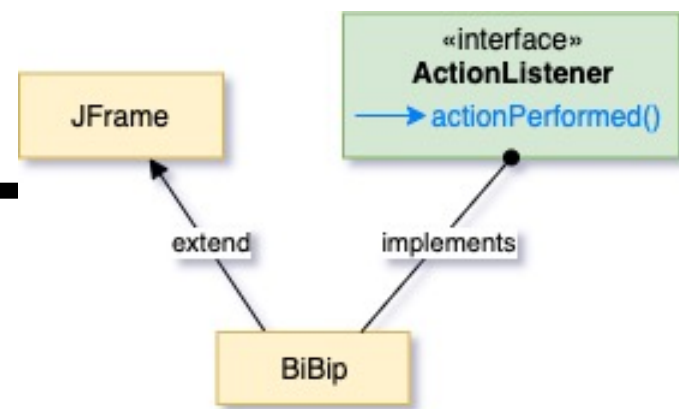 «interface»
ActionListener
JFrame
actionPerformed()
extend
implements
BiBip